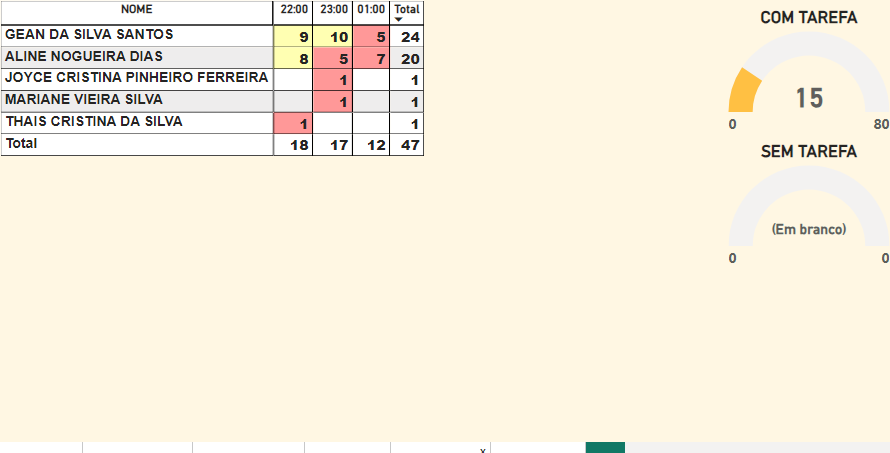 NOME 22:00 23:00 01:00 Total
GEAN DA SILVA SANTOS 9 10 5 24
ALINE NOGUEIRA DIAS 8 5 7 20
JOYCE CRISTINA PINHEIRO FERREIRA 1 1
MARIANE VIEIRA SILVA 1 1
THAIS CRISTINA DA SILVA 1 1
Total 18 17 12 47
COM TAREFA
15
0 80
SEM TAREFA
(Em branco)
0 0
x